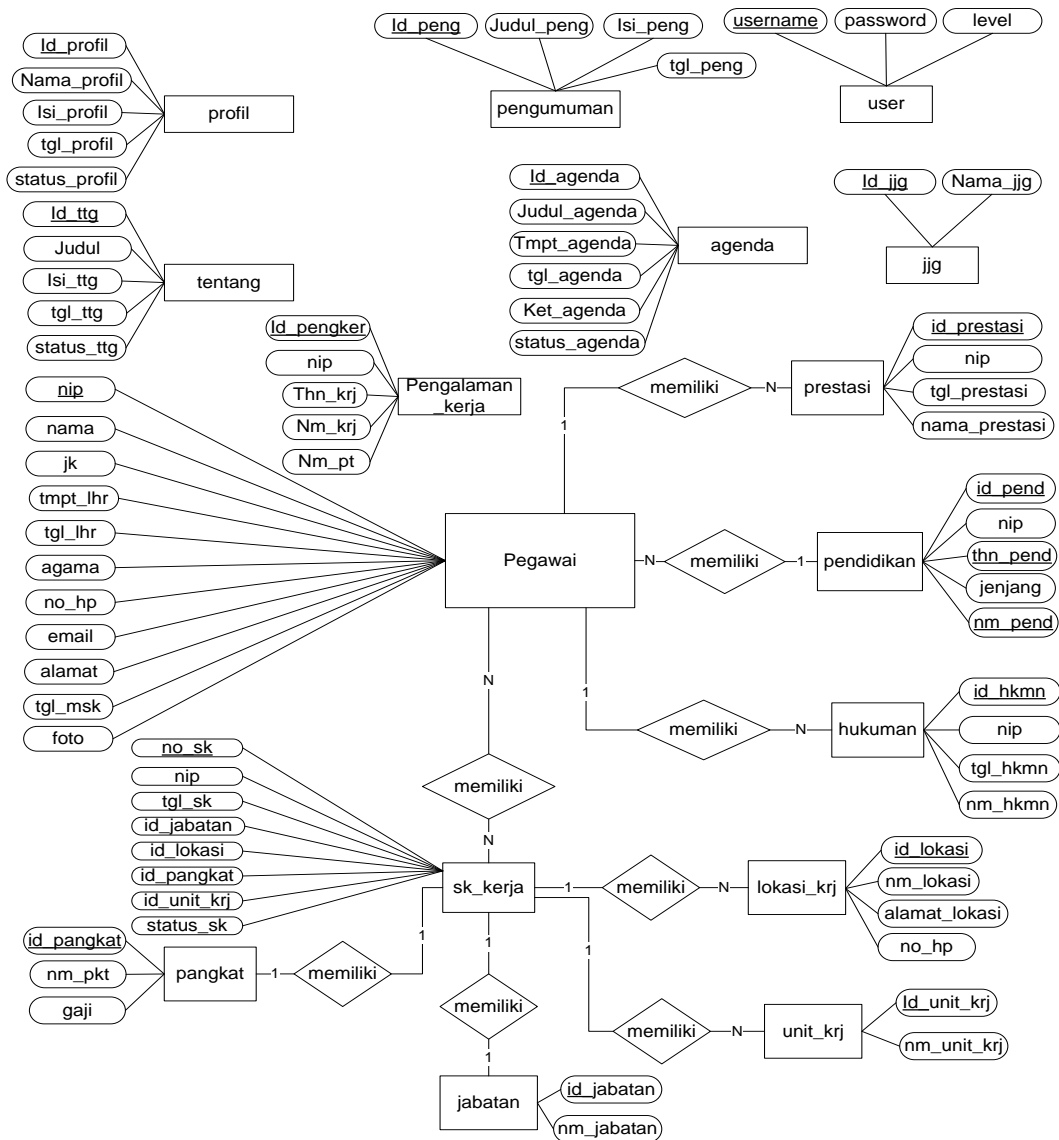 Id_profil
Nama_profil
Isi_profil
tgl_profil
status_profil
profil
Id_peng
Judul_peng
Isi_peng
tgl_peng
pengumuman
username
password
level
user
Id_ttg
Judul
Isi_ttg
tgl_ttg
status_ttg
tentang
Id_agenda
Judul_agenda
Tmpt_agenda
tgl_agenda
Ket_agenda
status_agenda
agenda
Id_jjg
Nama_jjg
jjg
Id_pengker
nip
Thn_krj
Nm_krj
Nm_pt
Pengalaman
_kerja
memiliki
N
1
prestasi
id_prestasi
nip
tgl_prestasi
nama_prestasi
nip
nama
jk
tmpt_lhr
tgl_lhr
agama
no_hp
email
alamat
tgl_msk
foto
Pegawai
N
memiliki
1
pendidikan
id_pend
nip
thn_pend
jenjang
nm_pend
1
memiliki
N
hukuman
id_hkmn
nip
tgl_hkmn
nm_hkmn
N
memiliki
N
no_sk
nip
tgl_sk
id_jabatan
id_lokasi
id_pangkat
id_unit_krj
status_sk
sk_kerja
1
memiliki
N
lokasi_krj
id_lokasi
nm_lokasi
alamat_lokasi
no_hp
id_pangkat
nm_pkt
gaji
pangkat
1
memiliki
1
1
memiliki
1
jabatan
id_jabatan
nm_jabatan
1
memiliki
N
unit_krj
Id_unit_krj
nm_unit_krj